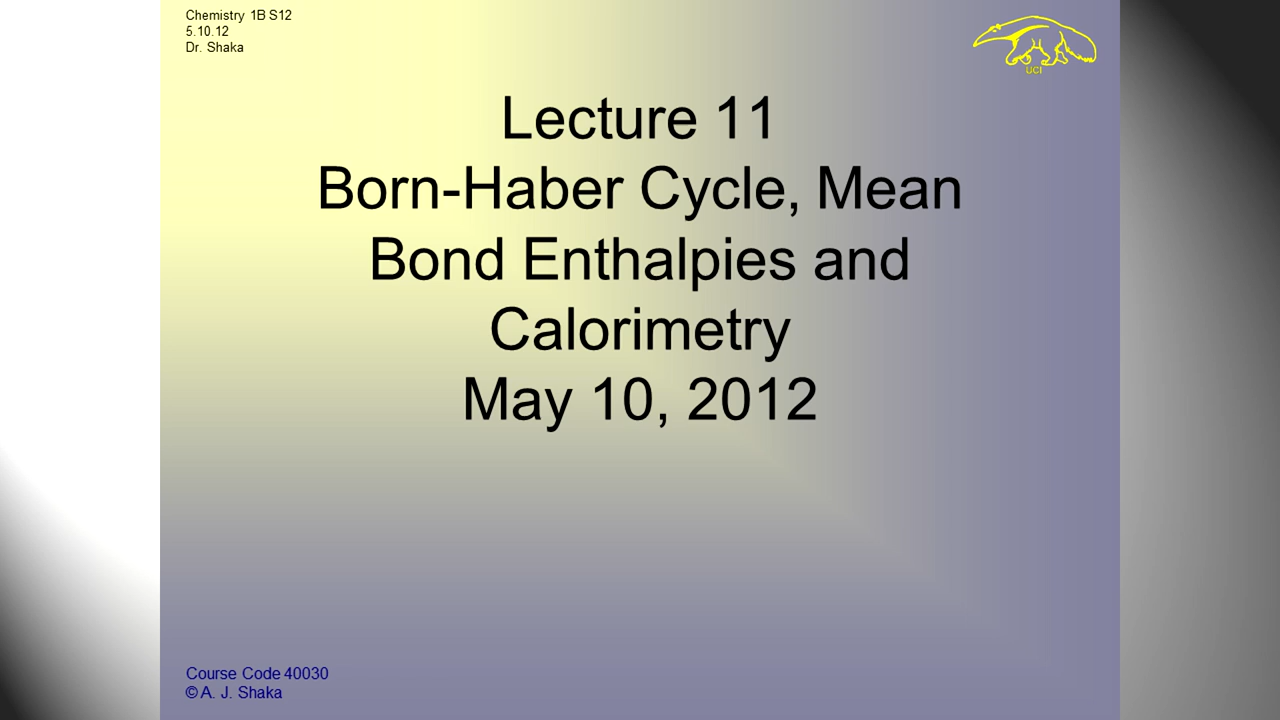 Chemistry 1B S12
5.10.12
Dr. Shaka
UCI
Lecture 11
Born-Haber Cycle, Mean
Bond Enthalpies and
Calorimetry
May 10, 2012
Course Code 40030
© A. J. Shaka